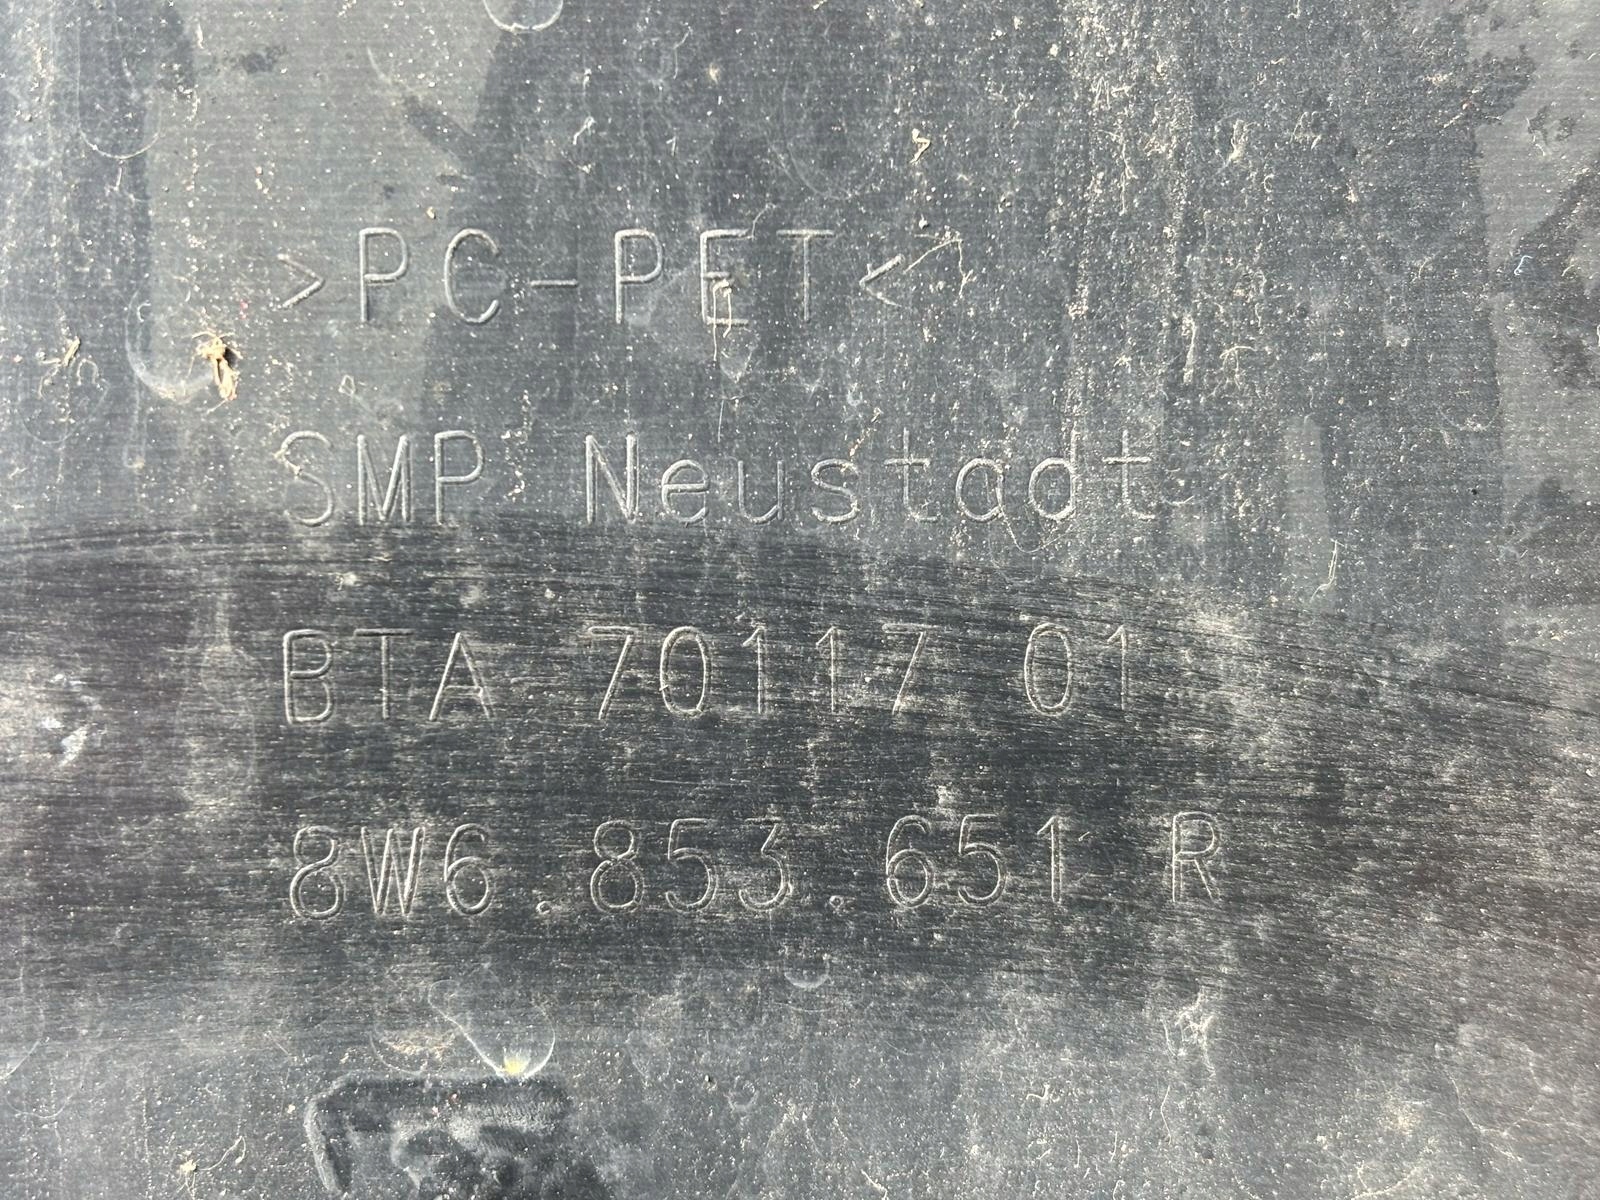 >PC-PET<
SMP Neustadt
BTA 70117 01
8W6.853.651 R